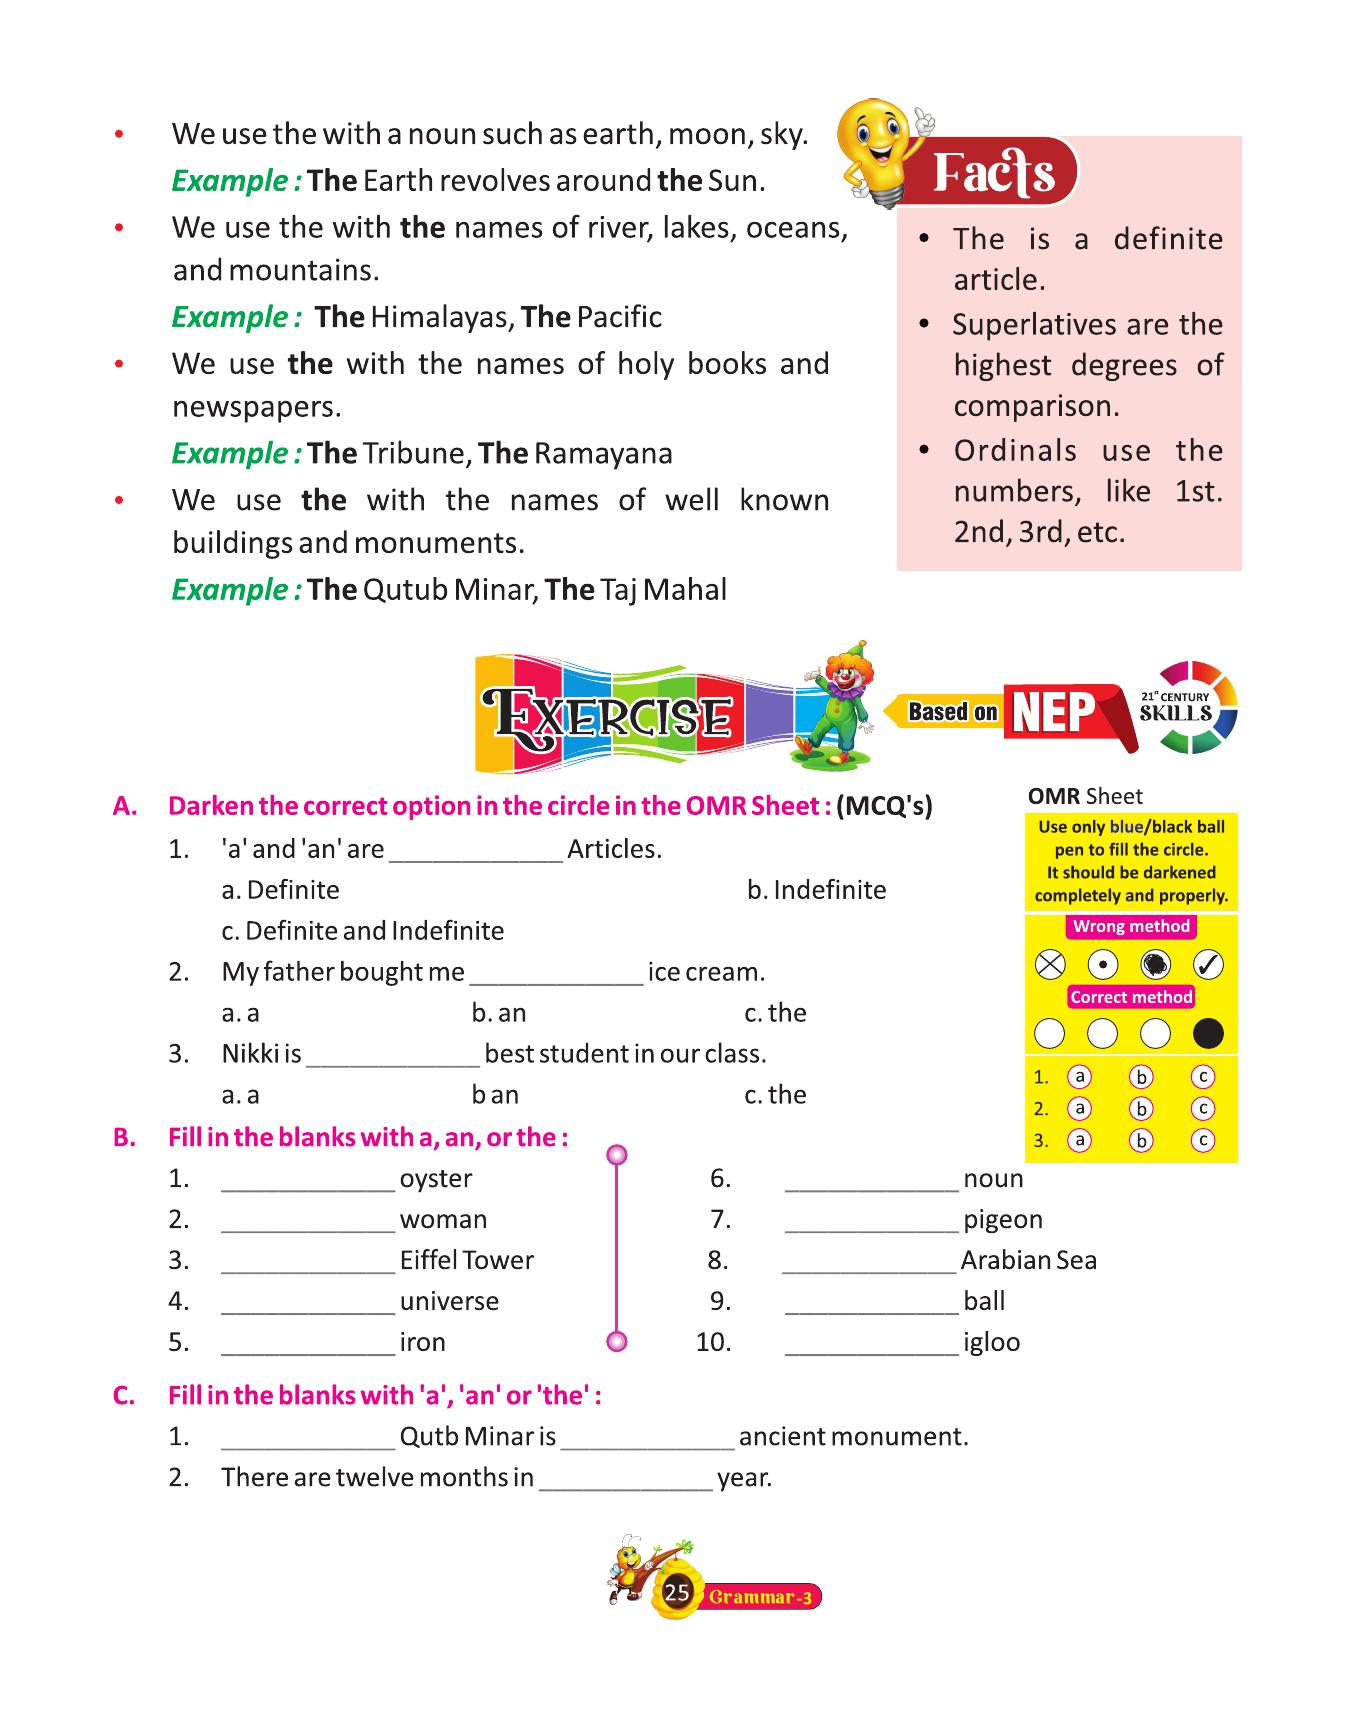 • We use the with a noun such as earth, moon, sky.
Example : The Earth revolves around the Sun.
• We use the with the names of river, lakes, oceans,
and mountains.
Example : The Himalayas, The Pacific
• We use the with the names of holy books and
newspapers.
Example : The Tribune, The Ramayana
• We use the with the names of well known
buildings and monuments.
Example : The Qutub Minar, The Taj Mahal
Facts
• The is a definite
article.
• Superlatives are the
highest degrees of
comparison.
• Ordinals use the
numbers, like 1st.
2nd, 3rd, etc.
EXERCISE
Based on NEP
21st CENTURY
SKILLS
A. Darken the correct option in the circle in the OMR Sheet : (MCQ's)
1. 'a' and 'an' are ____________ Articles.
a. Definite b. Indefinite
c. Definite and Indefinite
2. My father bought me ____________ ice cream.
a. a b. an c. the
3. Nikki is ____________ best student in our class.
a. a b an c. the
OMR Sheet
Use only blue/black ball
pen to fill the circle.
It should be darkened
completely and properly.
Wrong method
Correct method
1. a b c
2. a b c
3. a b c
B. Fill in the blanks with a, an, or the :
1. ____________ oyster 6. ____________ noun
2. ____________ woman 7. ____________ pigeon
3. ____________ Eiffel Tower 8. ____________ Arabian Sea
4. ____________ universe 9. ____________ ball
5. ____________ iron 10. ____________ igloo
C. Fill in the blanks with 'a', 'an' or 'the' :
1. ____________ Qutb Minar is ____________ ancient monument.
2. There are twelve months in ____________ year.
25 Grammar-3